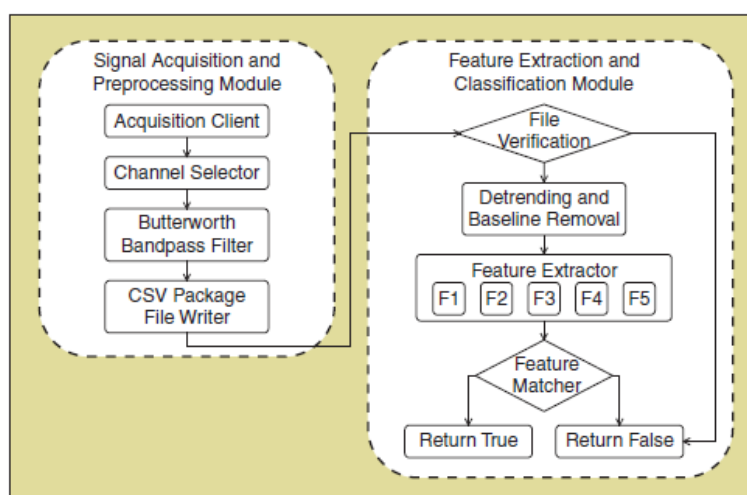 Signal Acquisition and
Preprocessing Module
Acquisition Client
Channel Selector
Butterworth
Bandpass Filter
CSV Package
File Writer
Feature Extraction and
Classification Module
File
Verification
Detrending and
Baseline Removal
Feature Extractor
F1 F2 F3 F4 F5
Feature
Matcher
Return True
Return False